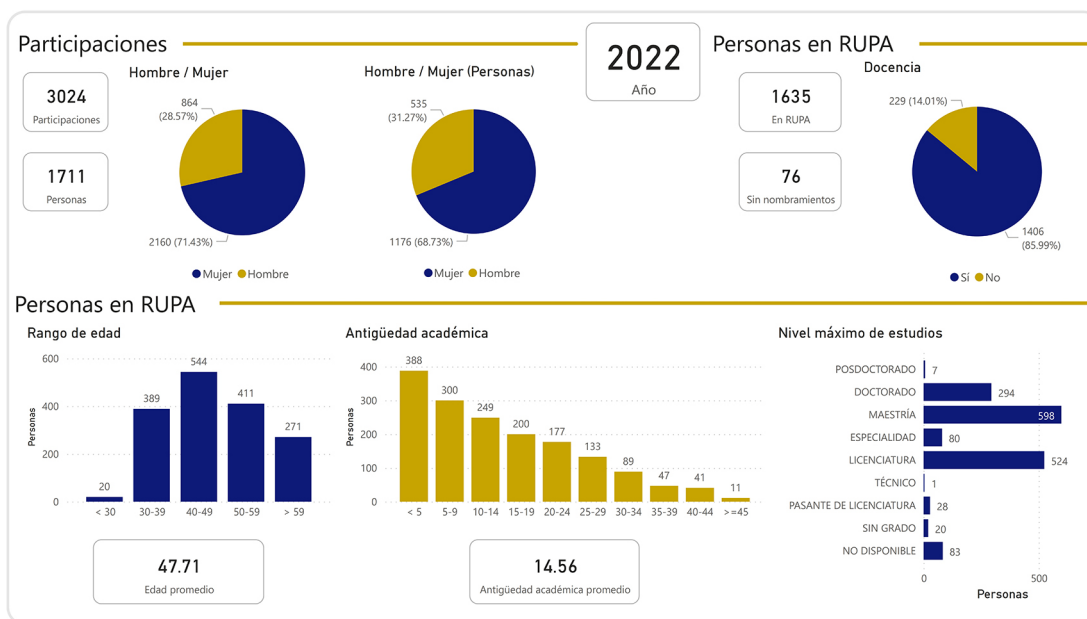 Participaciones
2022
Año
Personas en RUPA
3024
Participaciones
1711
Personas
Hombre / Mujer
864
(28.57%)
2160 (71.43%)
Mujer Hombre
Hombre / Mujer (Personas)
535
(31.27%)
1176 (68.73%)
Mujer Hombre
1635
En RUPA
76
Sin nombramientos
Docencia
229 (14.01%)
1406
(85.99%)
Sí No
Personas en RUPA
Rango de edad
Personas
600
400
200
0
20
389
544
411
271
< 30 30-39 40-49 50-59 > 59
47.71
Edad promedio
Antigüedad académica
Personas
400
300
200
100
0
388
300
249
200
177
133
89
47
41
11
< 5 5-9 10-14 15-19 20-24 25-29 30-34 35-39 40-44 >=45
14.56
Antigüedad académica promedio
Nivel máximo de estudios
POSDOCTORADO 7
DOCTORADO 294
MAESTRÍA 598
ESPECIALIDAD 80
LICENCIATURA 524
TÉCNICO 1
PASANTE DE LICENCIATURA 28
SIN GRADO 20
NO DISPONIBLE 83
0 500
Personas